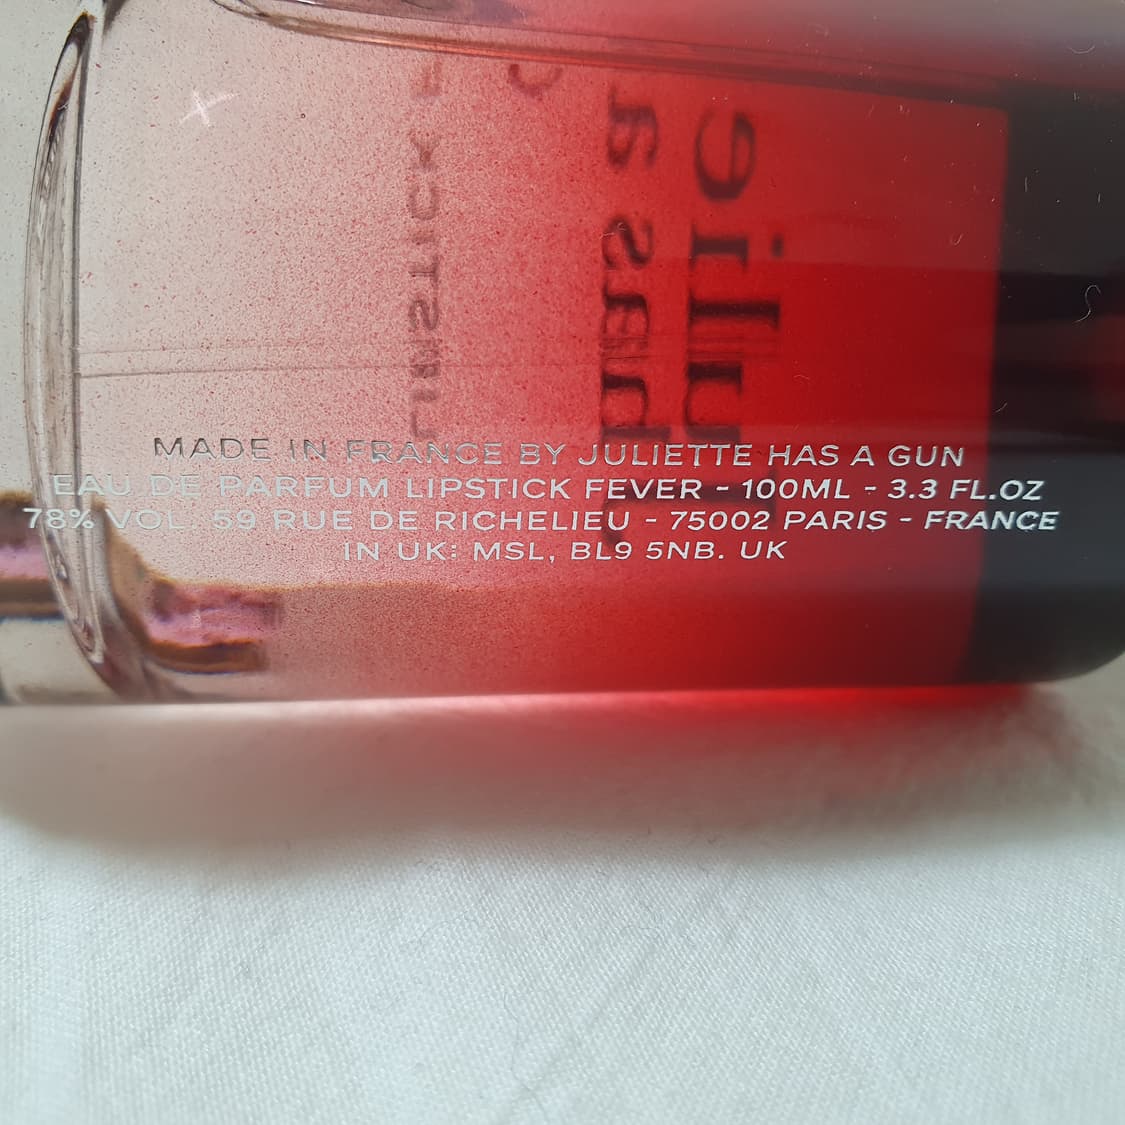 MADE IN FRANCE BY JULIETTE HAS A GUN
EAU DE PARFUM LIPSTICK FEVER - 100ML - 3.3 FL.OZ
78% VOL. 59 RUE DE RICHELIEU - 75002 PARIS - FRANCE
IN UK: MSL, BL9 5NB. UK
LIPSTICK